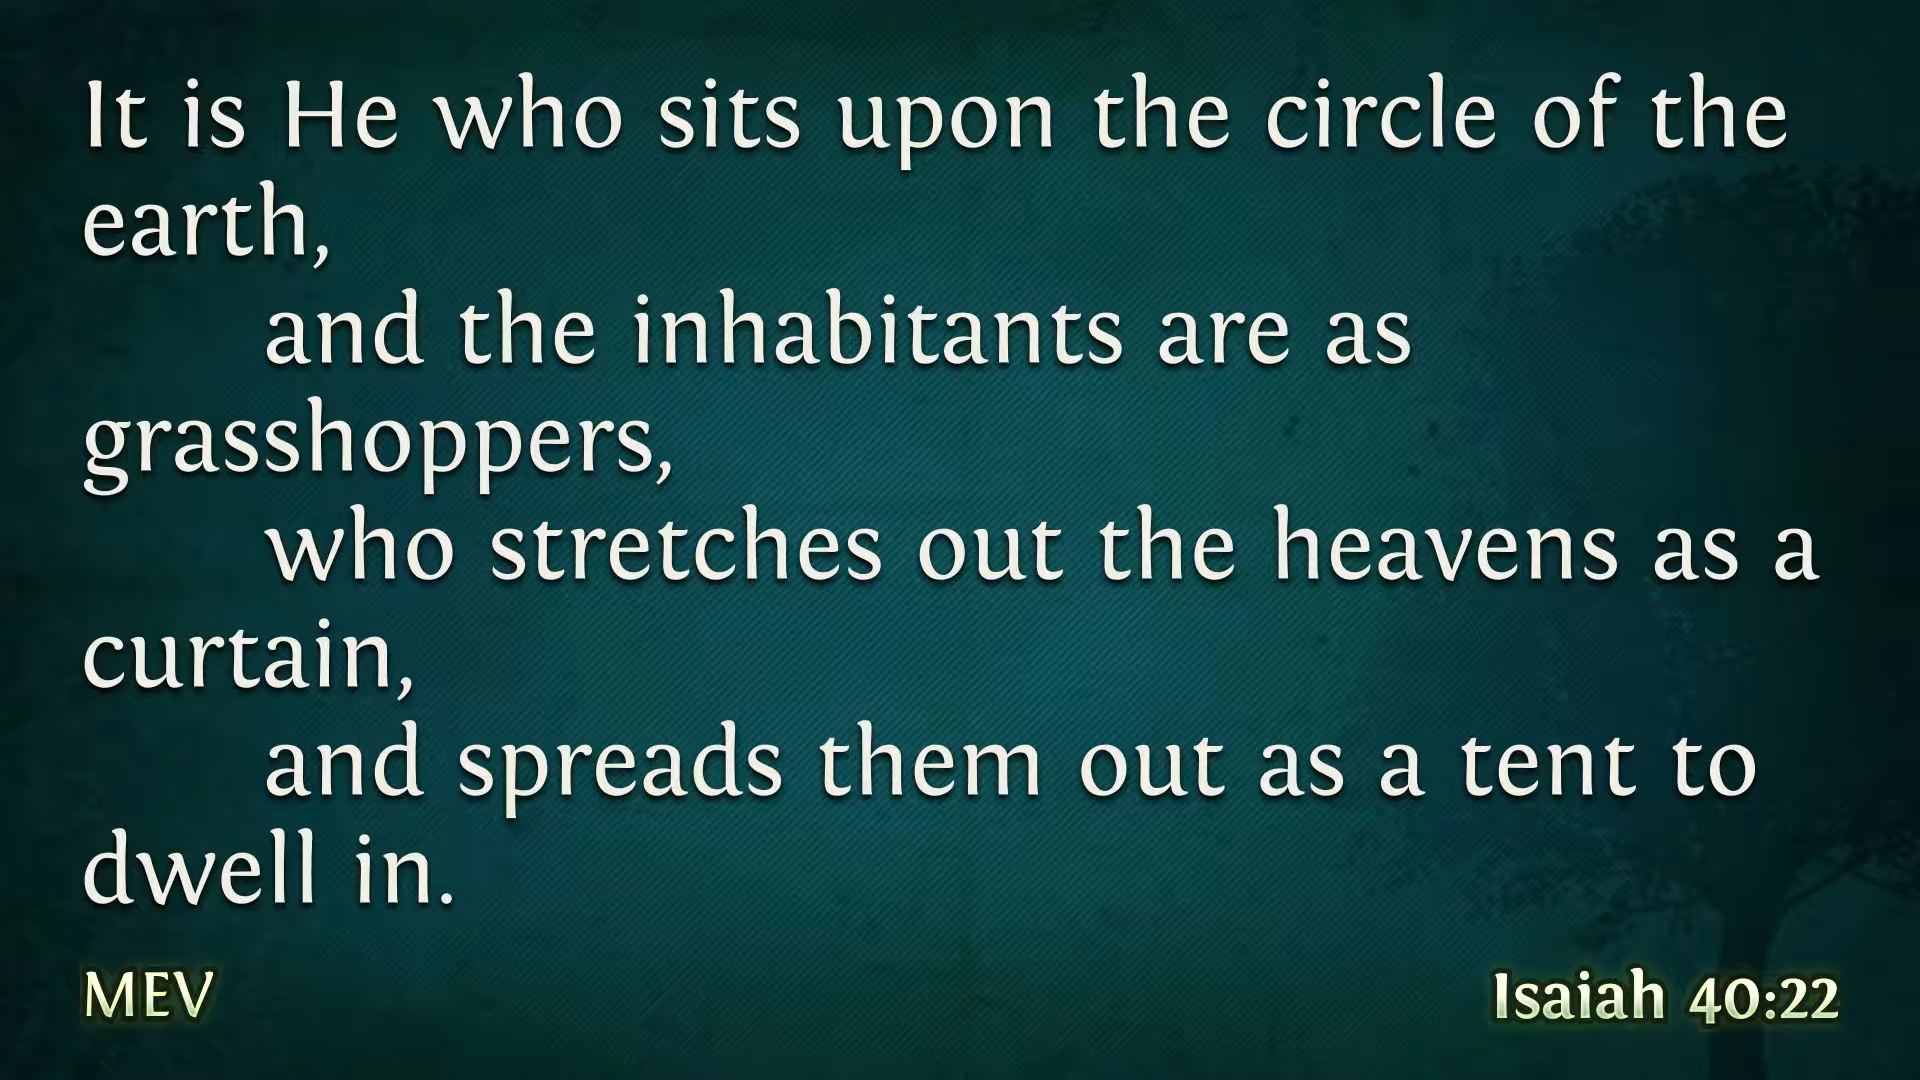 It is He who sits upon the circle of the
earth,
and the inhabitants are as
grasshoppers,
who stretches out the heavens as a
curtain,
and spreads them out as a tent to
dwell in.
MEV
Isaiah 40:22